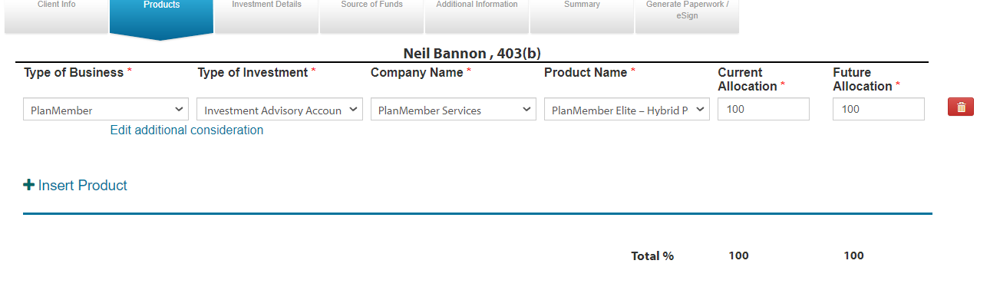 Client Info
Products
Investment Details
Source of Funds
Additional Information
Summary
Generate Paperwork /
eSign
Neil Bannon , 403(b)
Type of Business *
Type of Investment *
Company Name *
Product Name *
Current
Allocation *
Future
Allocation *
PlanMember
Investment Advisory Accoun
PlanMember Services
PlanMember Elite – Hybrid P
100
100
Edit additional consideration
Insert Product
Total %
100
100